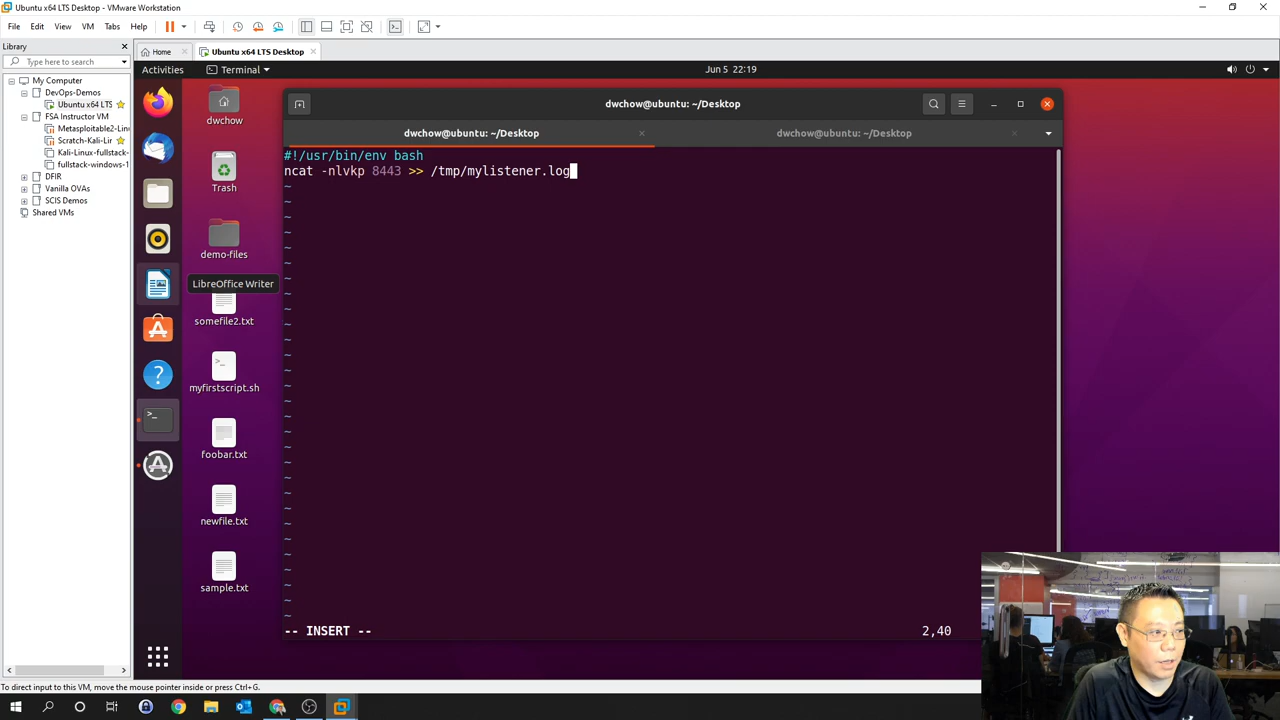 Ubuntu x64 LTS Desktop - VMware Workstation
File Edit View VM Tabs Help
Library
Type here to search
My Computer
DevOps-Demos
Ubuntu x64 LTS
FSA Instructor VM
Metasploitable2-Linu
Scratch-Kali-Lir
Kali-Linux-fullstack-
fullstack-windows-1
DFIR
Vanilla OVAs
SCIS Demos
Shared VMs
Home
Ubuntu x64 LTS Desktop
Activities
Terminal
Jun 5 22:19
dwchow
Trash
demo-files
LibreOffice Writer
somefile2.txt
myfirstscript.sh
foobar.txt
newfile.txt
sample.txt
dwchow@ubuntu: ~/Desktop
dwchow@ubuntu: ~/Desktop
dwchow@ubuntu: ~/Desktop
#!/usr/bin/env bash
ncat -nlvkp 8443 >> /tmp/mylistener.log
-- INSERT --
2,40
To direct input to this VM, move the mouse pointer inside or press Ctrl+G.